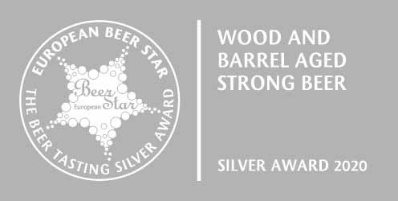 EUROPEAN BEER STAR
THE BEER TASTING SILVER AWARD
Beer
European Star
WOOD AND
BARREL AGED
STRONG BEER
SILVER AWARD 2020